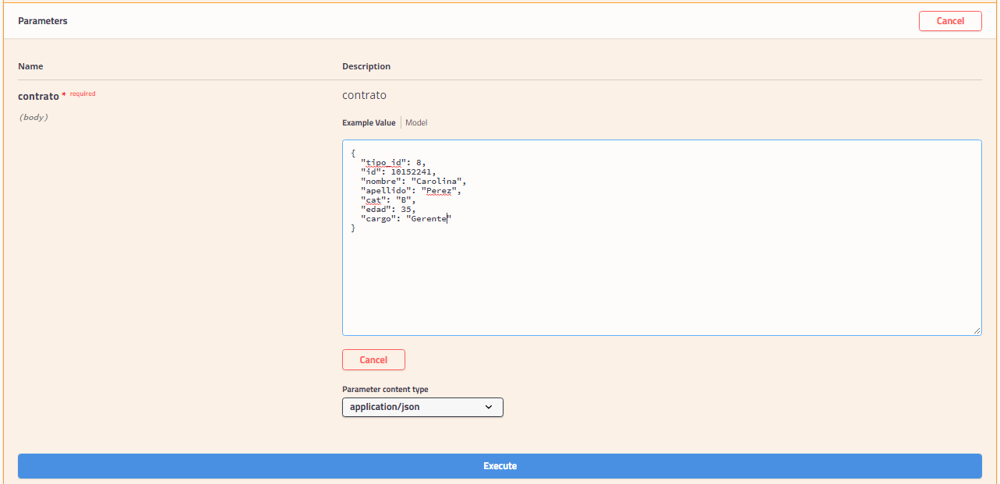 Parameters
Cancel
Name
Description
contrato * required
contrato
(body)
Example Value | Model
{
  "tipo_id": 8,
  "id": 10152241,
  "nombre": "Carolina",
  "apellido": "Perez",
  "cat": "B",
  "edad": 35,
  "cargo": "Gerente"
}
Cancel
Parameter content type
application/json
Execute